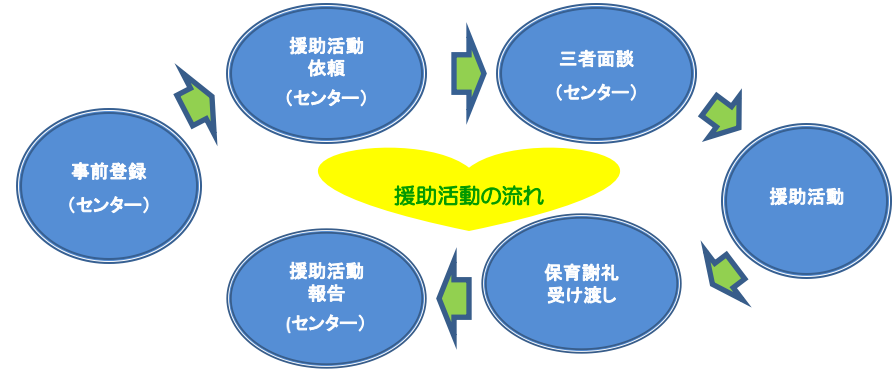 事前登録
（センター）
援助活動
依頼
（センター）
三者面談
（センター）
援助活動
保育謝礼
受け渡し
援助活動
報告
(センター）
援助活動の流れ